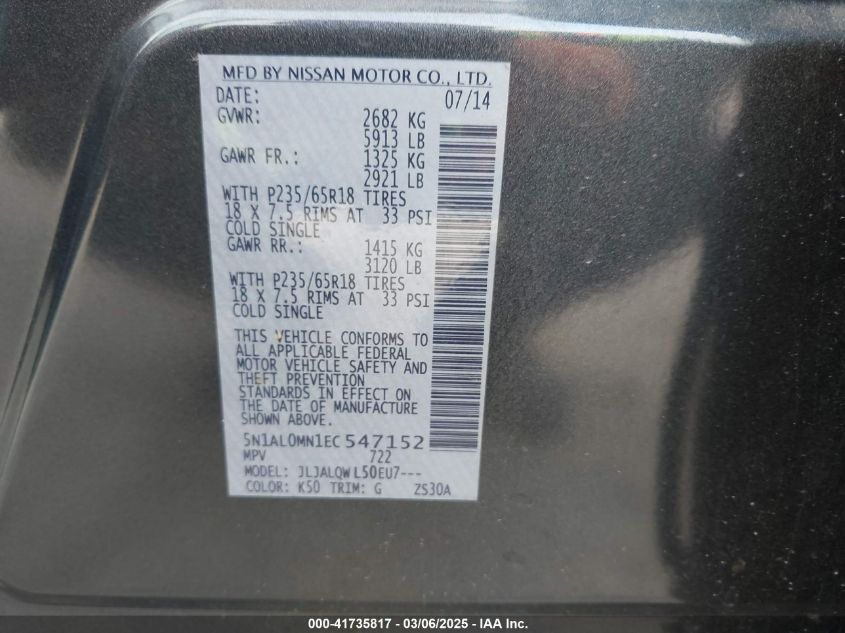 MFD BY NISSAN MOTOR CO., LTD.
DATE: 07/14
GVWR: 2682 KG
5913 LB
GAWR FR.: 1325 KG
2921 LB
WITH P235/65R18 TIRES
18 X 7.5 RIMS AT 33 PSI
COLD SINGLE
GAWR RR.: 1415 KG
3120 LB
WITH P235/65R18 TIRES
18 X 7.5 RIMS AT 33 PSI
COLD SINGLE
THIS VEHICLE CONFORMS TO
ALL APPLICABLE FEDERAL
MOTOR VEHICLE SAFETY AND
THEFT PREVENTION
STANDARDS IN EFFECT ON
THE DATE OF MANUFACTURE
SHOWN ABOVE.
5N1AL0MN1EC547152
MPV 722
MODEL: JLJALQWL50EU7---
COLOR: K50 TRIM: G ZS30A
000-41735817 - 03/06/2025 - IAA Inc.